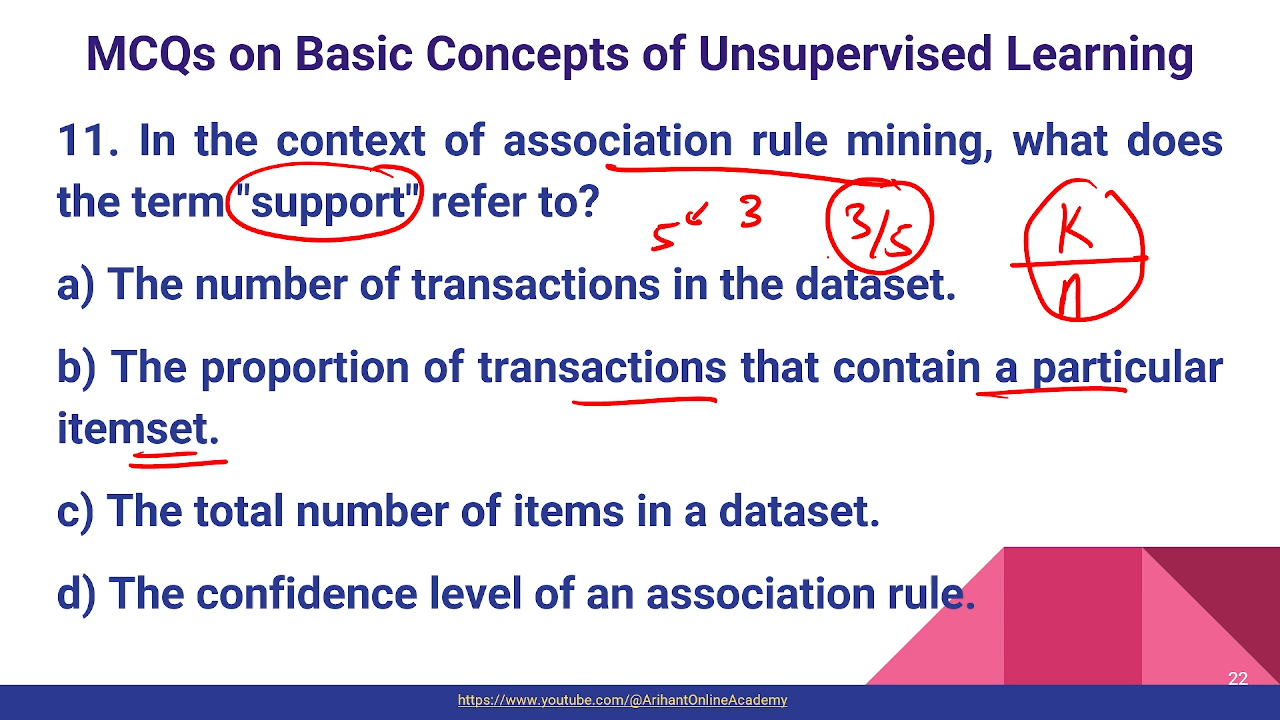 MCQs on Basic Concepts of Unsupervised Learning
11. In the context of association rule mining, what does
the term "support" refer to?
5 3 3/5 K
n
a) The number of transactions in the dataset.
b) The proportion of transactions that contain a particular
itemset.
c) The total number of items in a dataset.
d) The confidence level of an association rule.
22
https://www.youtube.com/@ArihantOnlineAcademy